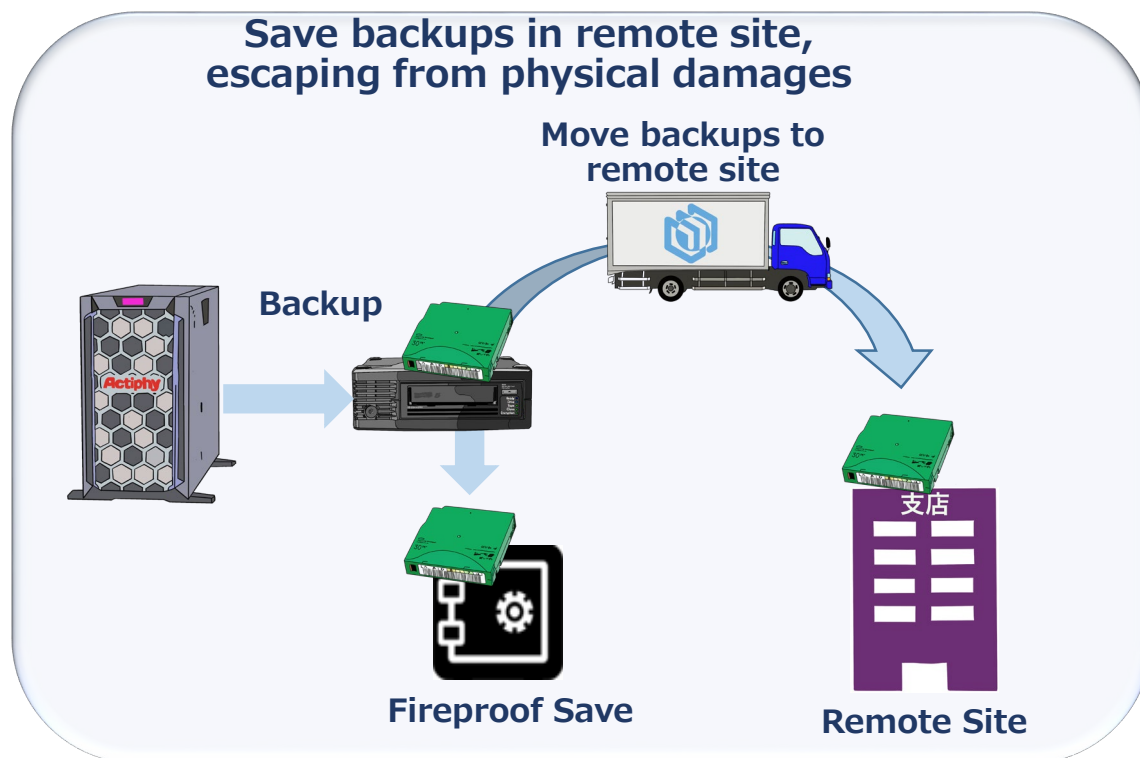 Save backups in remote site,
escaping from physical damages
Move backups to
remote site
Backup
Actiphy
支店
Fireproof Save
Remote Site